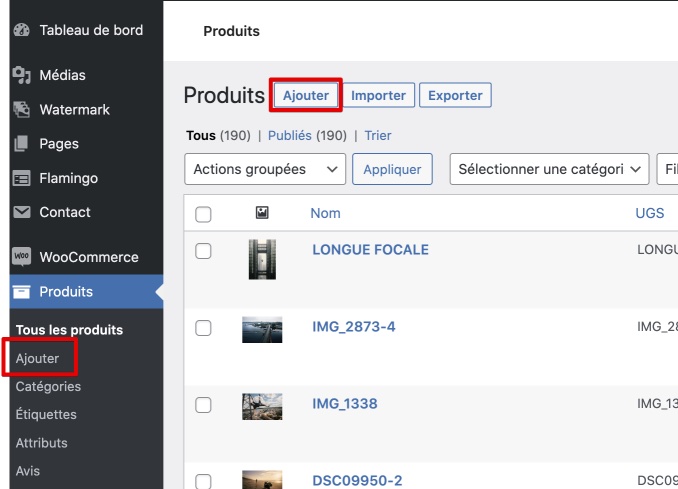 Tableau de bord
Médias
Watermark
Pages
Flamingo
Contact
WOO WooCommerce
Produits
Tous les produits
Ajouter
Catégories
Étiquettes
Attributs
Avis
Produits
Produits Ajouter Importer Exporter
Tous (190) | Publiés (190) | Trier
Actions groupées Appliquer Sélectionner une catégori Fil
Nom UGS
LONGUE FOCALE LONGU
IMG_2873-4 IMG_28
IMG_1338 IMG_13
DSC09950-2 DSC09